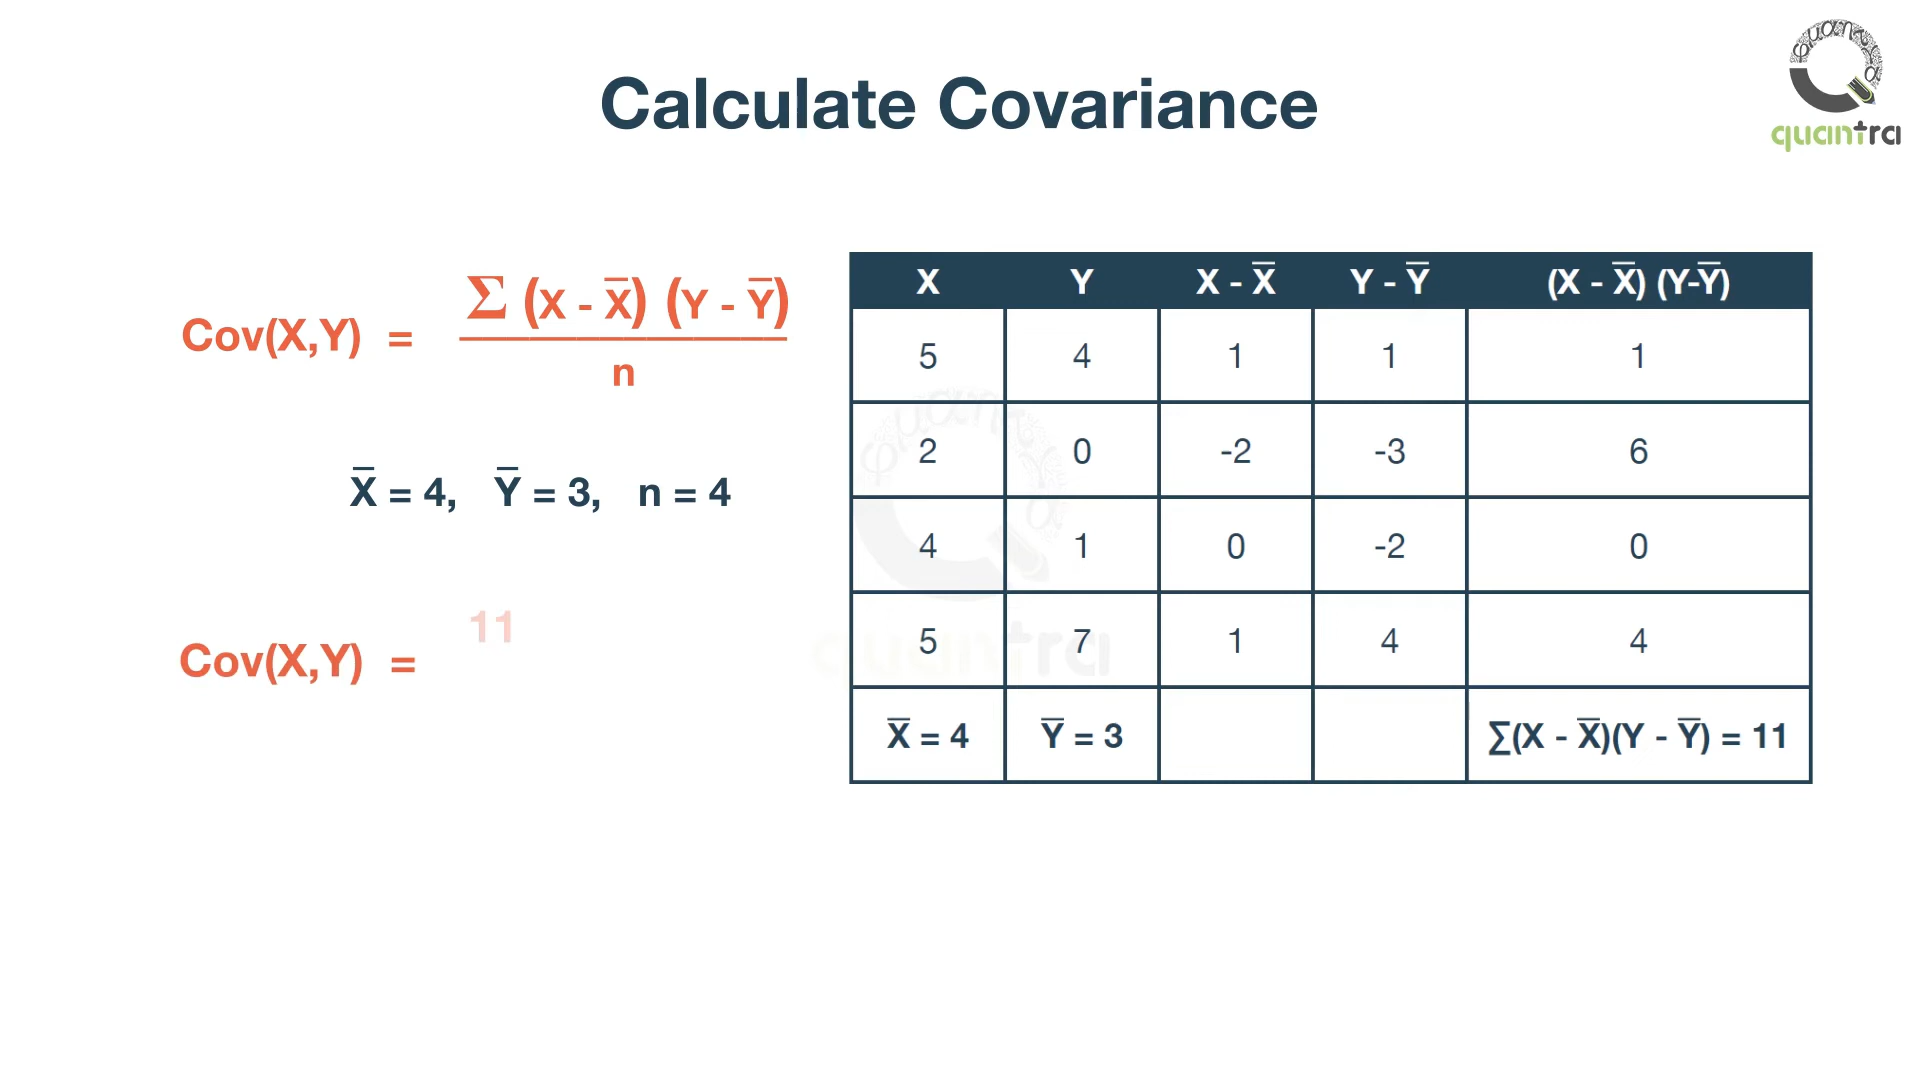 Calculate Covariance
quantra
Cov(X,Y) = Σ (X - X̅) (Y - Y̅)
n
X̅ = 4, Y̅ = 3, n = 4
Cov(X,Y) = 11
X Y X - X̅ Y - Y̅ (X - X̅) (Y-Y̅)
5 4 1 1 1
2 0 -2 -3 6
4 1 0 -2 0
5 7 1 4 4
X̅ = 4 Y̅ = 3 ∑(X - X̅)(Y - Y̅) = 11
quantra